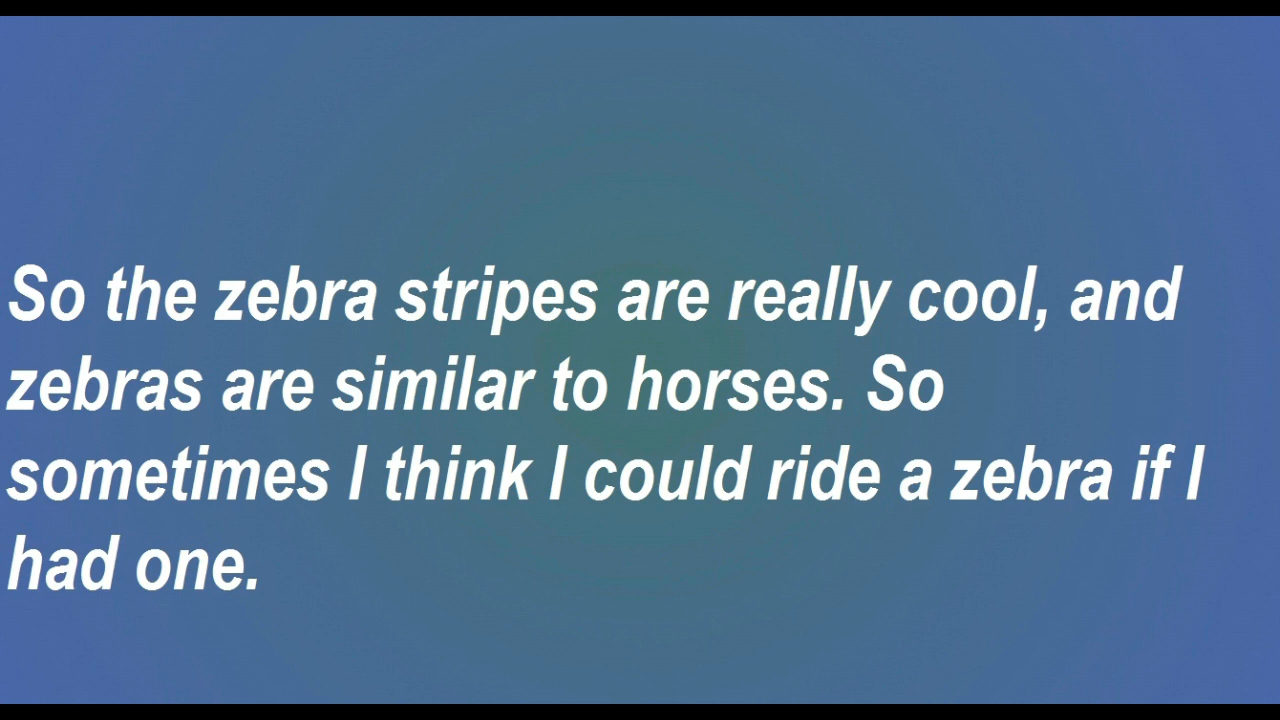 So the zebra stripes are really cool, and
zebras are similar to horses. So
sometimes I think I could ride a zebra if I
had one.